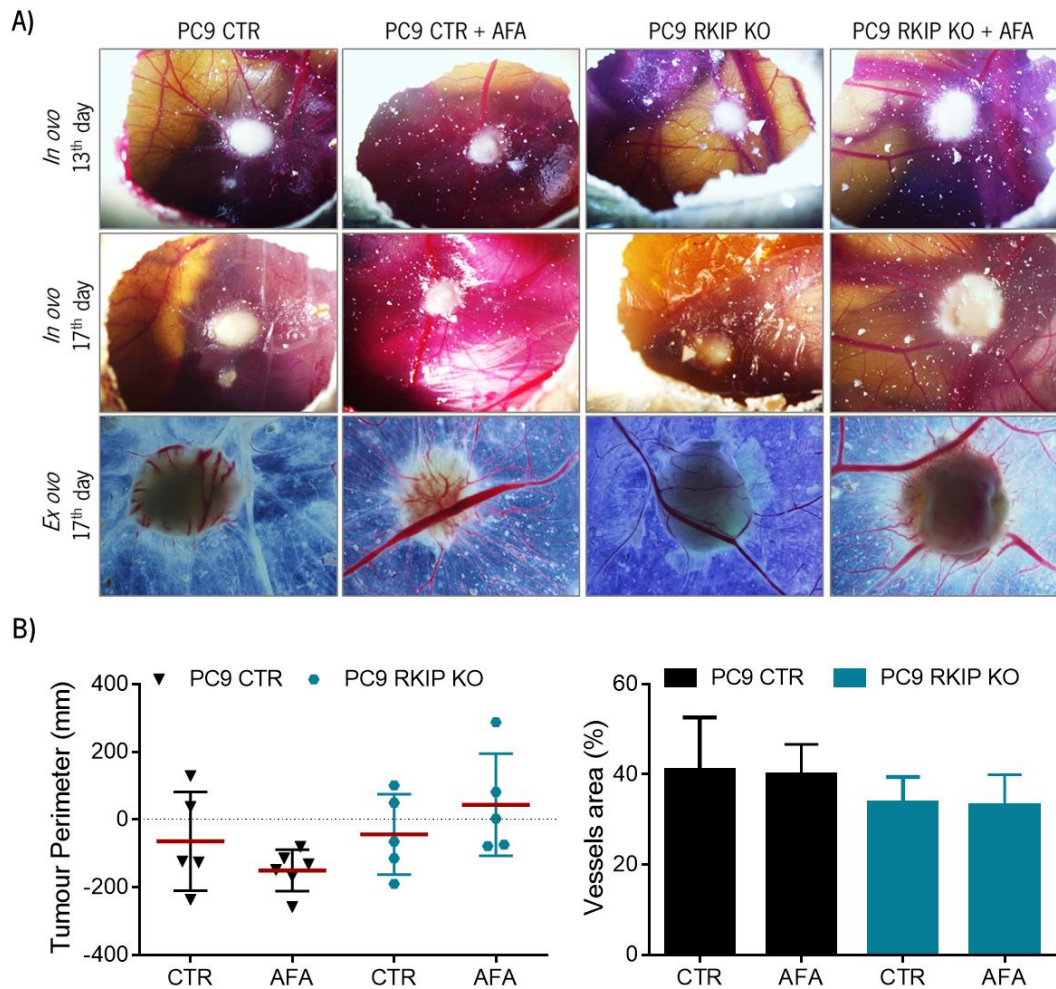 A)
PC9 CTR
PC9 CTR + AFA
PC9 RKIP KO
PC9 RKIP KO + AFA
In ovo
13th day
In ovo
17th day
Ex ovo
17th day
B)
PC9 CTR
PC9 RKIP KO
Tumour Perimeter (mm)
400
200
0
-200
-400
CTR
AFA
CTR
AFA
PC9 CTR
PC9 RKIP KO
Vessels area (%)
60
40
20
0
CTR
AFA
CTR
AFA